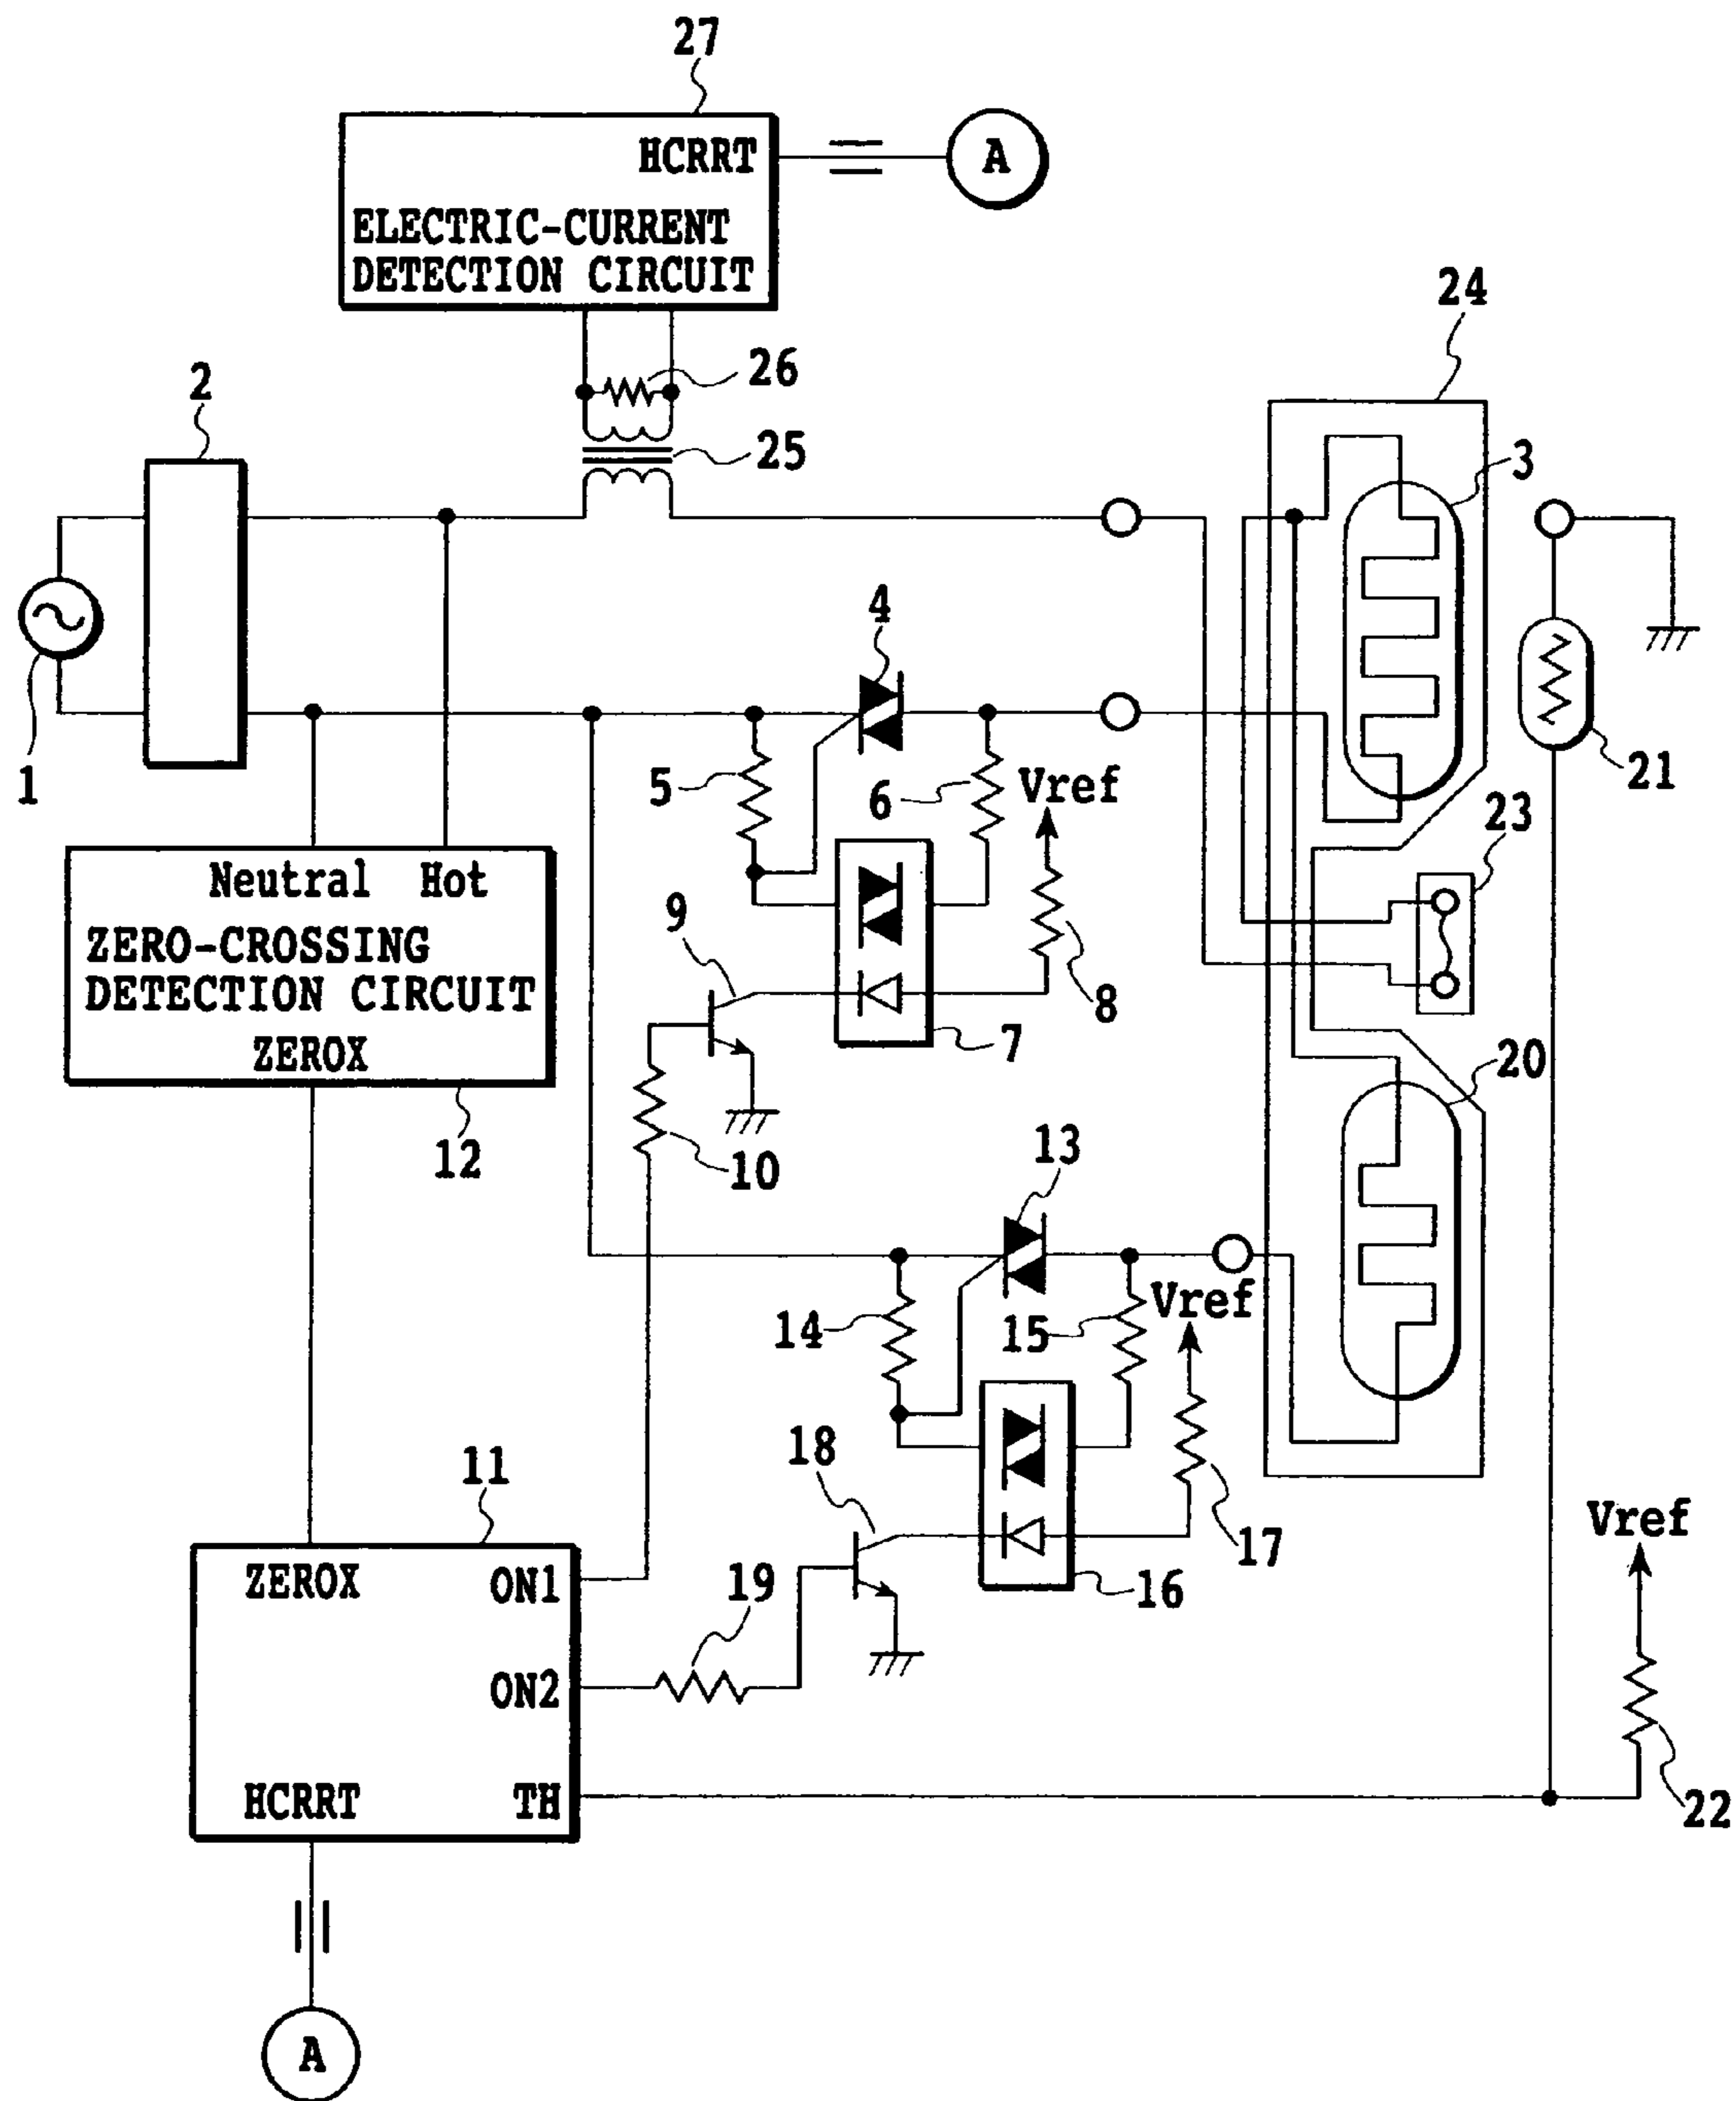 27
HCRRT
A
ELECTRIC-CURRENT
DETECTION CIRCUIT
24
2
26
25
3
4
1
5
6
Vref
21
23
Neutral Hot
9
ZERO-CROSSING
DETECTION CIRCUIT
8
7
ZEROX
20
12
10
13
14
15
Vref
18
11
17
Vref
ZEROX
ON1
19
16
ON2
HCRRT
TH
22
A